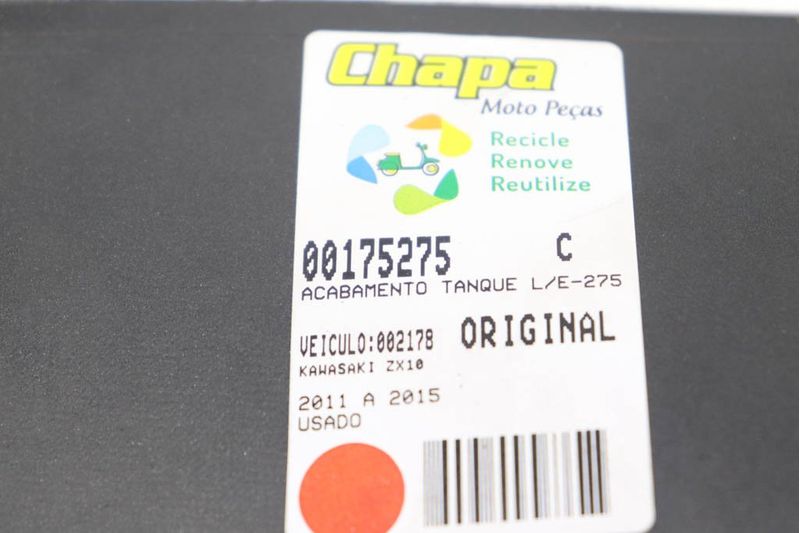 Chapa
Moto Peças
Recicle
Renove
Reutilize
00175275 C
ACABAMENTO TANQUE L/E-275
VEICULO:002178 ORIGINAL
KAWASAKI ZX10
2011 A 2015
USADO